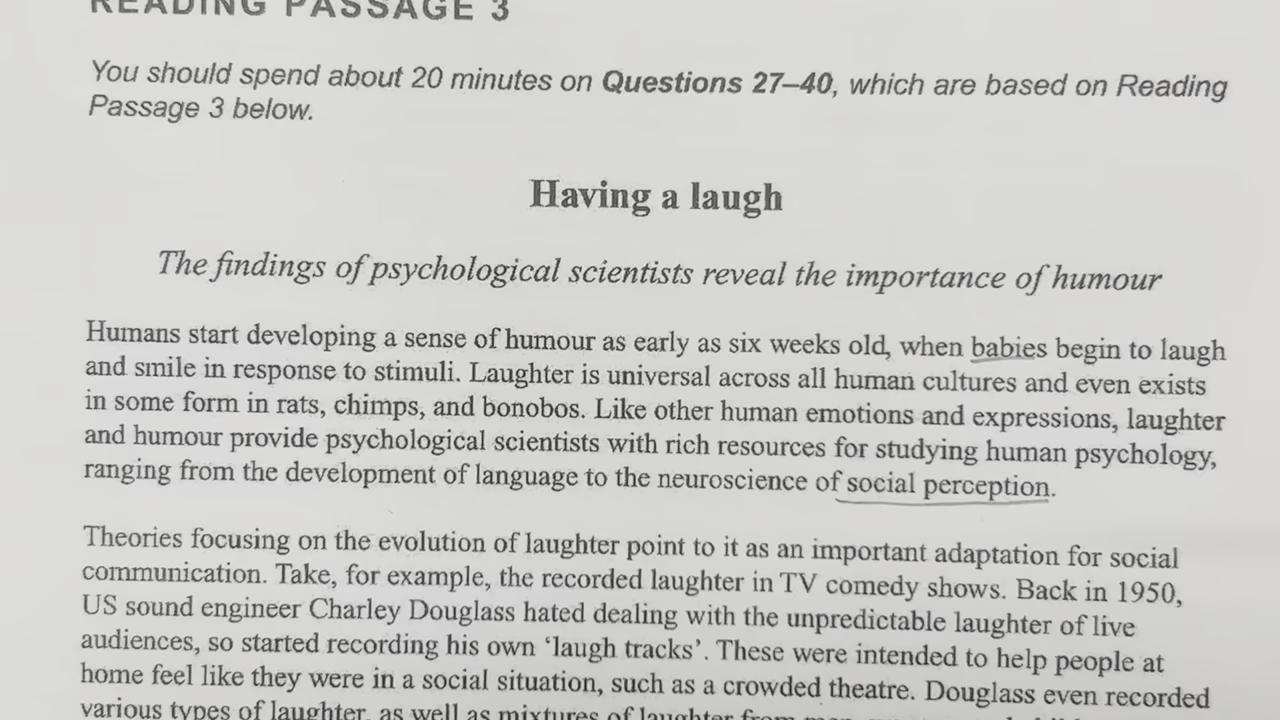 READING PASSAGE 3
You should spend about 20 minutes on Questions 27–40, which are based on Reading
Passage 3 below.
Having a laugh
The findings of psychological scientists reveal the importance of humour
Humans start developing a sense of humour as early as six weeks old, when babies begin to laugh
and smile in response to stimuli. Laughter is universal across all human cultures and even exists
in some form in rats, chimps, and bonobos. Like other human emotions and expressions, laughter
and humour provide psychological scientists with rich resources for studying human psychology,
ranging from the development of language to the neuroscience of social perception.
Theories focusing on the evolution of laughter point to it as an important adaptation for social
communication. Take, for example, the recorded laughter in TV comedy shows. Back in 1950,
US sound engineer Charley Douglass hated dealing with the unpredictable laughter of live
audiences, so started recording his own ‘laugh tracks’. These were intended to help people at
home feel like they were in a social situation, such as a crowded theatre. Douglass even recorded
various types of laughter, as well as mixtures of laughter from